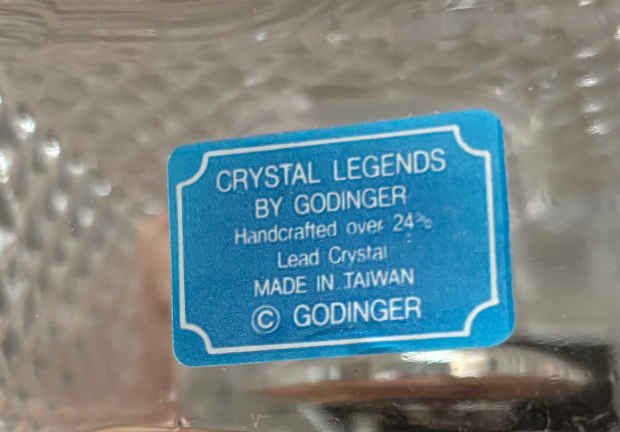 CRYSTAL LEGENDS
BY GODINGER
Handcrafted over 24%
Lead Crystal
MADE IN TAIWAN
© GODINGER